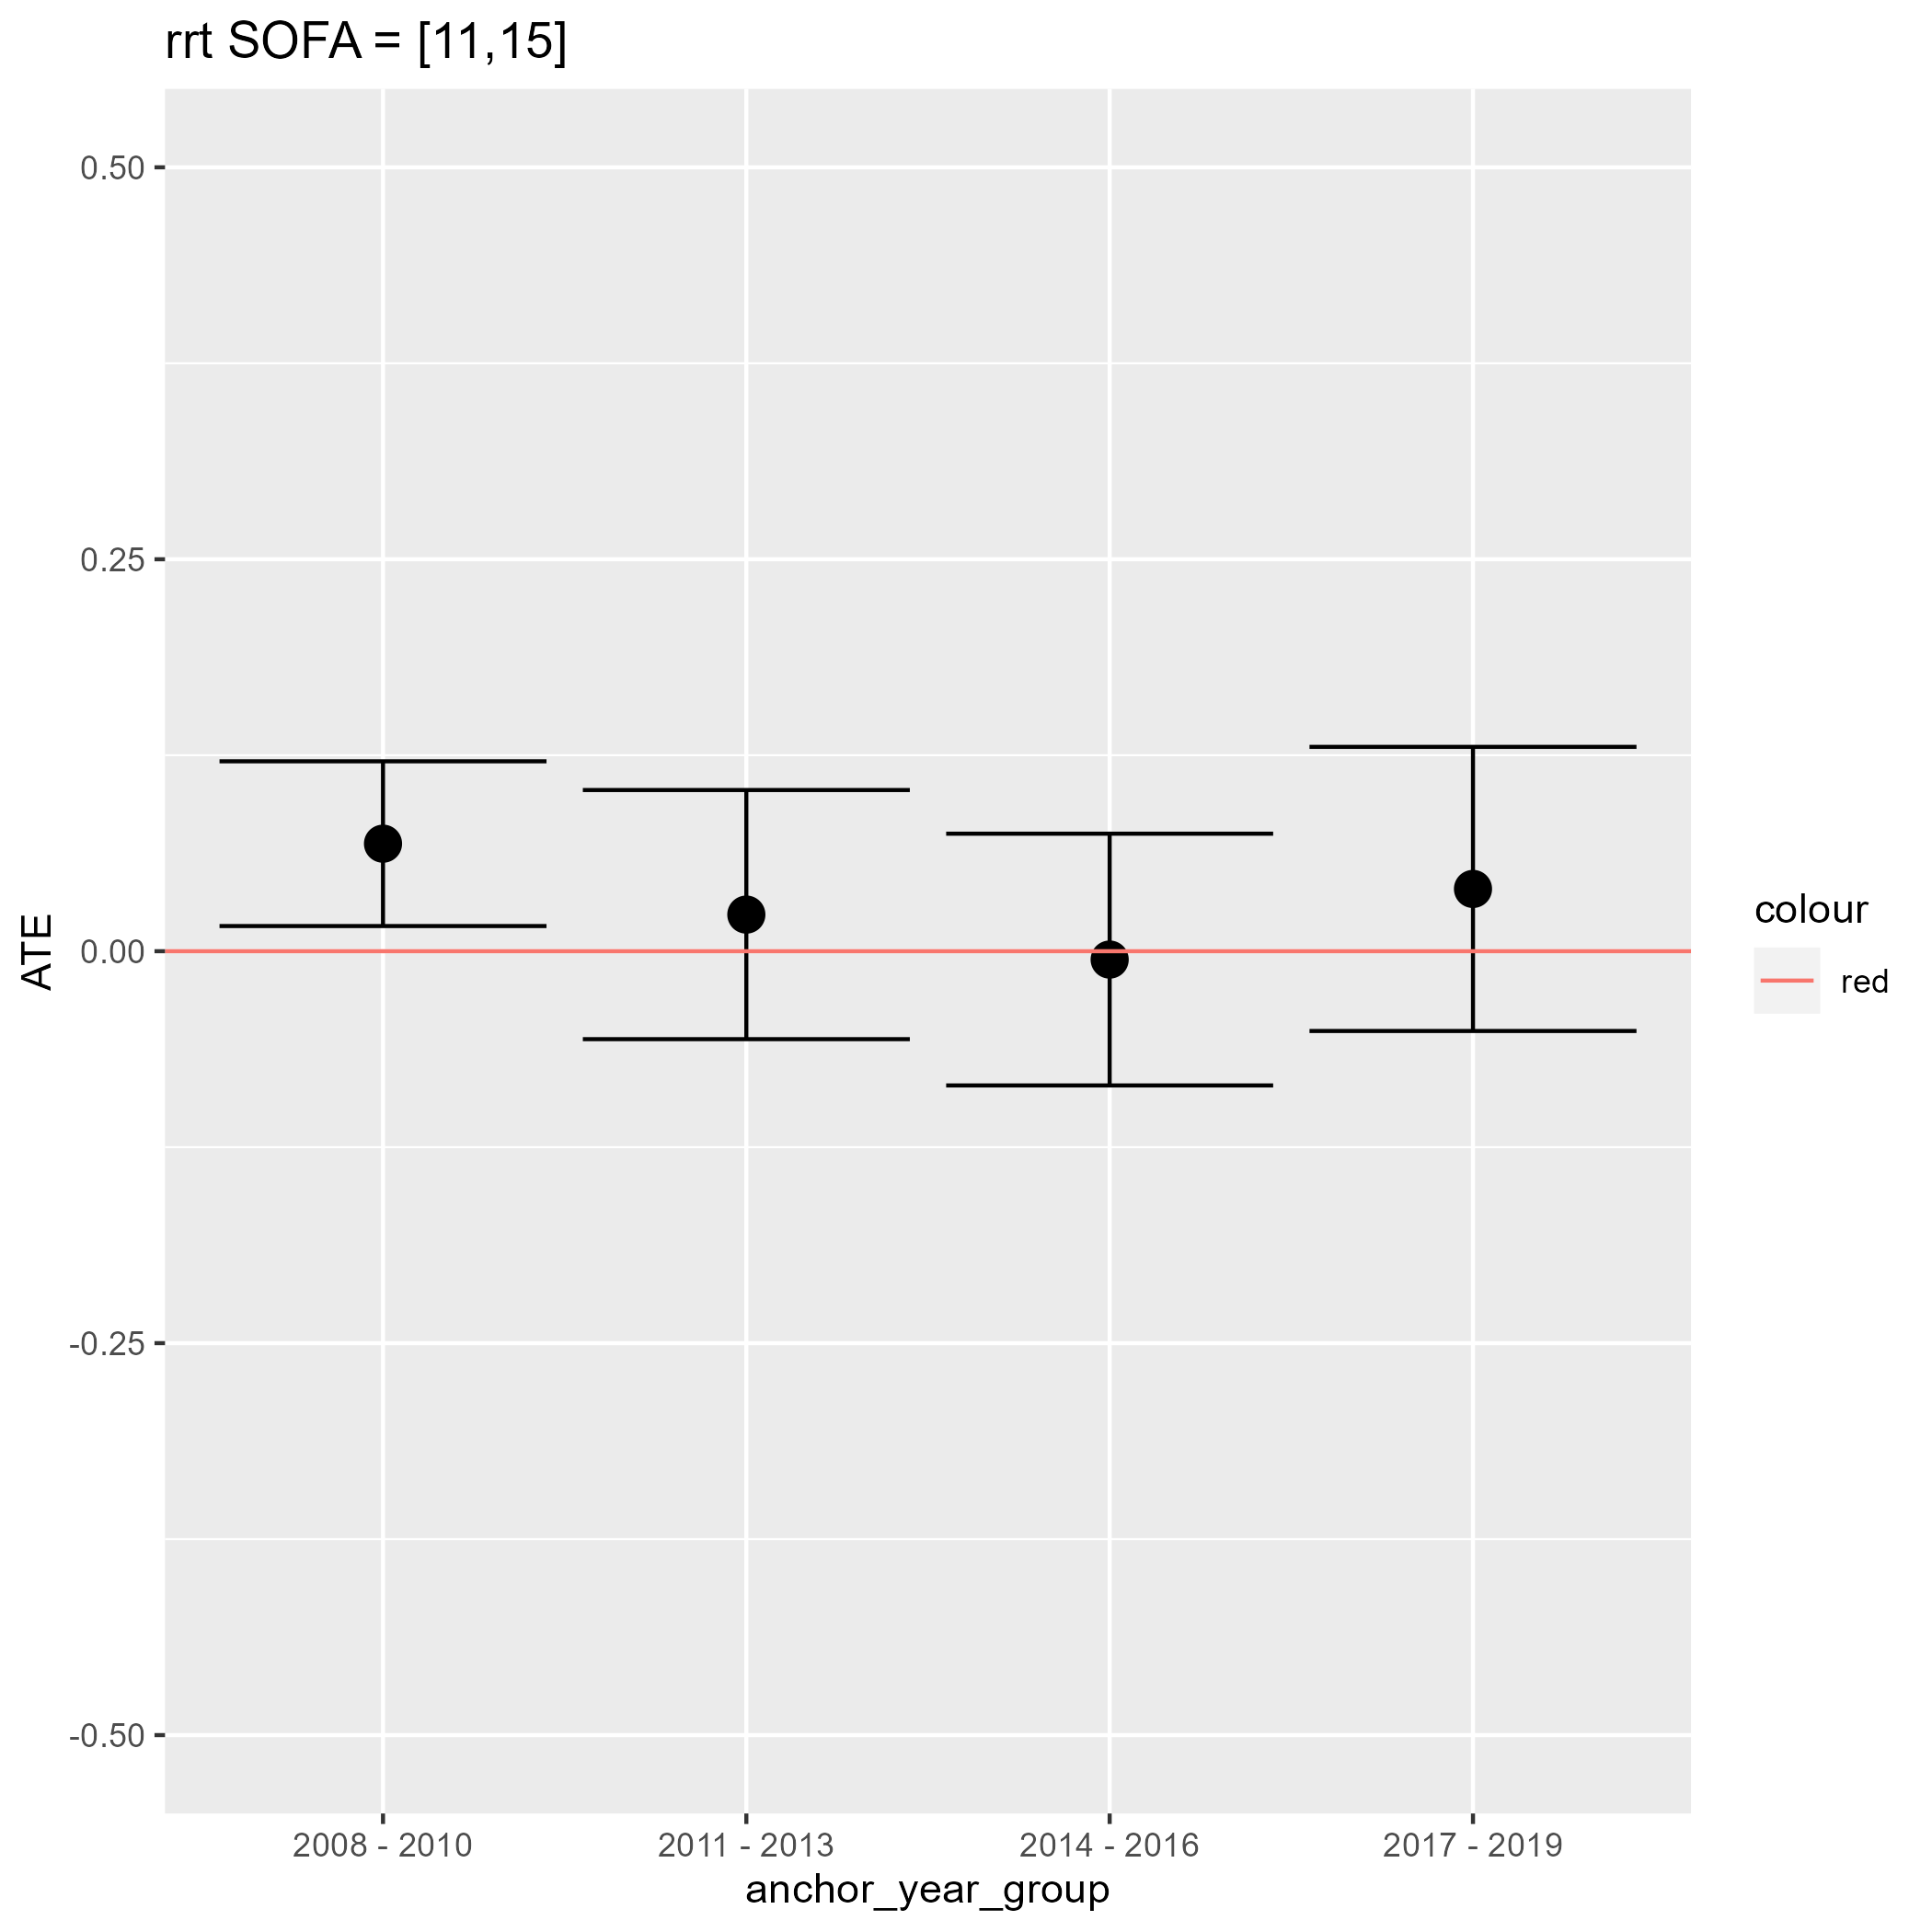 rrt SOFA = [11,15]
0.50
0.25
0.00
-0.25
-0.50
ATE
2008 - 2010
2011 - 2013
2014 - 2016
2017 - 2019
anchor_year_group
colour
red